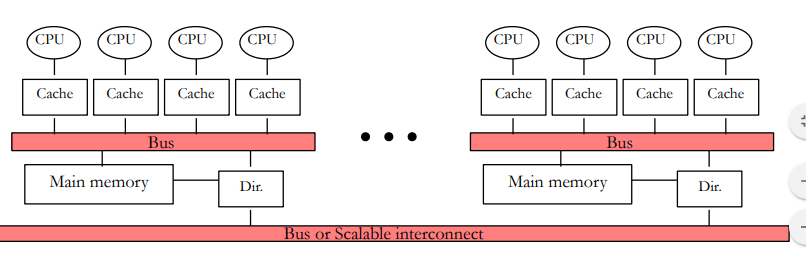 CPU CPU CPU CPU CPU CPU CPU CPU
Cache Cache Cache Cache Cache Cache Cache Cache
Bus Bus
Main memory Dir. Main memory Dir.
Bus or Scalable interconnect